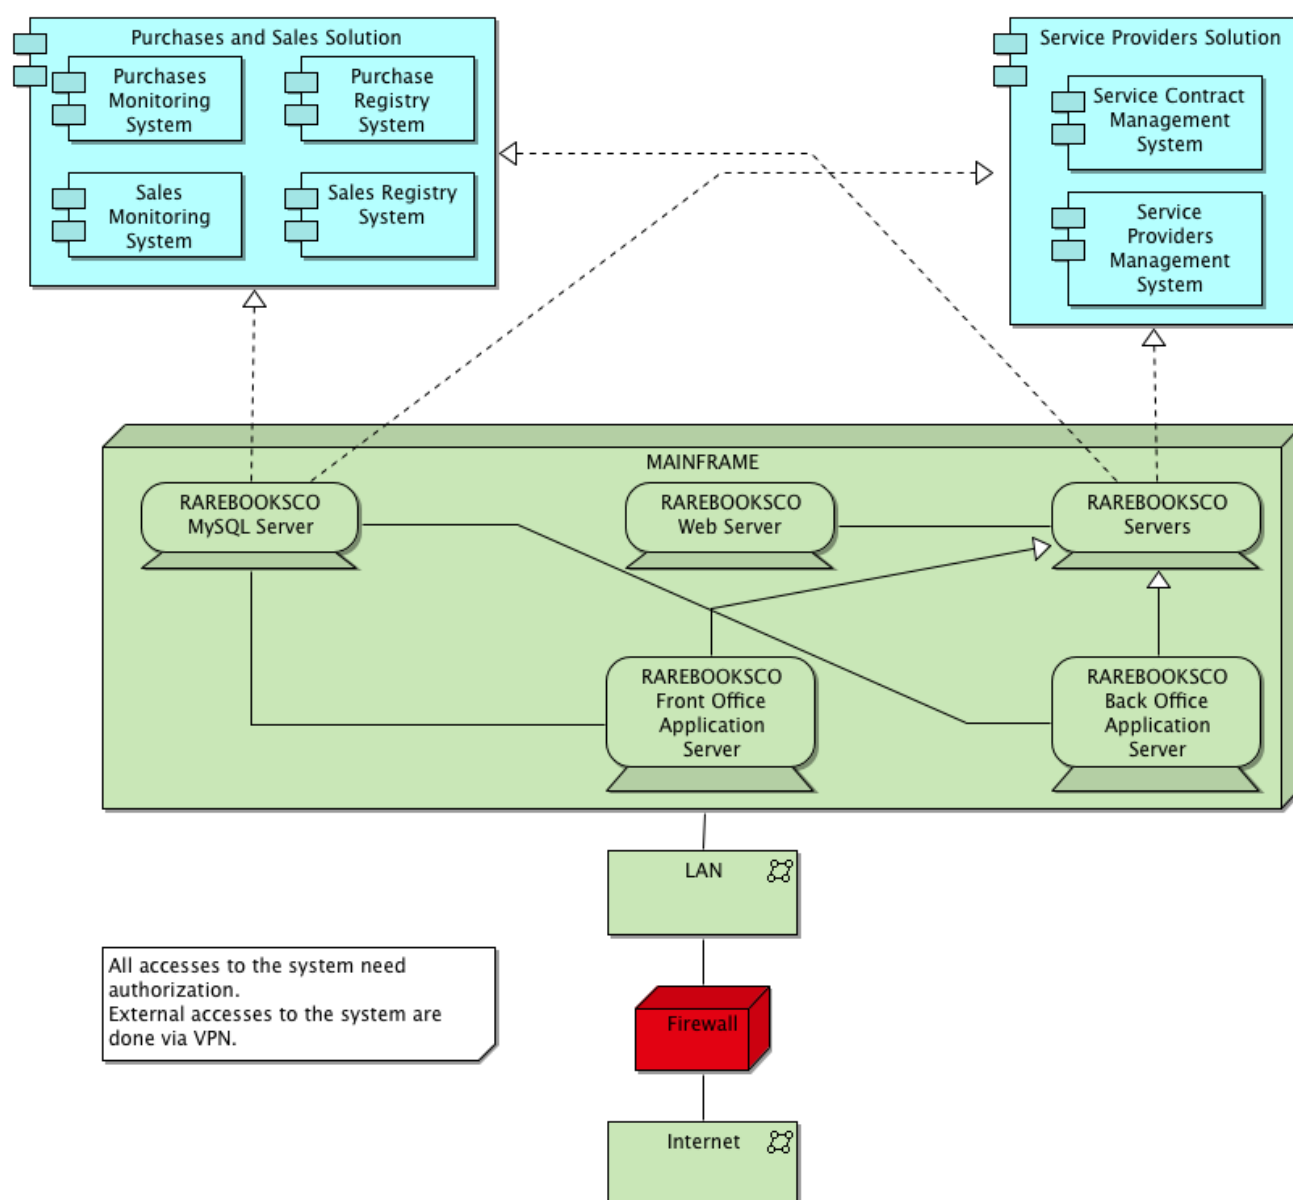 Purchases and Sales Solution
Purchases
Monitoring
System
Purchase
Registry
System
Sales
Monitoring
System
Sales Registry
System
Service Providers Solution
Service Contract
Management
System
Service
Providers
Management
System
MAINFRAME
RAREBOOKSCO
MySQL Server
RAREBOOKSCO
Web Server
RAREBOOKSCO
Servers
RAREBOOKSCO
Front Office
Application
Server
RAREBOOKSCO
Back Office
Application
Server
LAN
All accesses to the system need
authorization.
External accesses to the system are
done via VPN.
Firewall
Internet